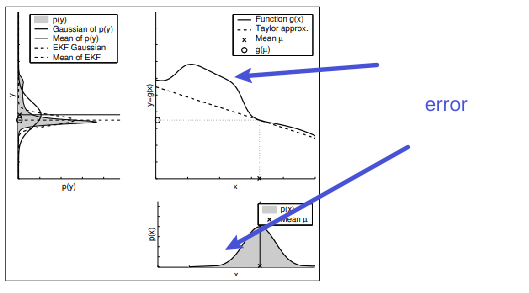 p(y)
Gaussian of p(y)
Mean of p(y)
EKF Gaussian
Mean of EKF
y
p(y)
Function g(x)
Taylor approx.
Mean μ
g(μ)
y=g(x)
x
error
p(x)
Mean μ
p(x)
x